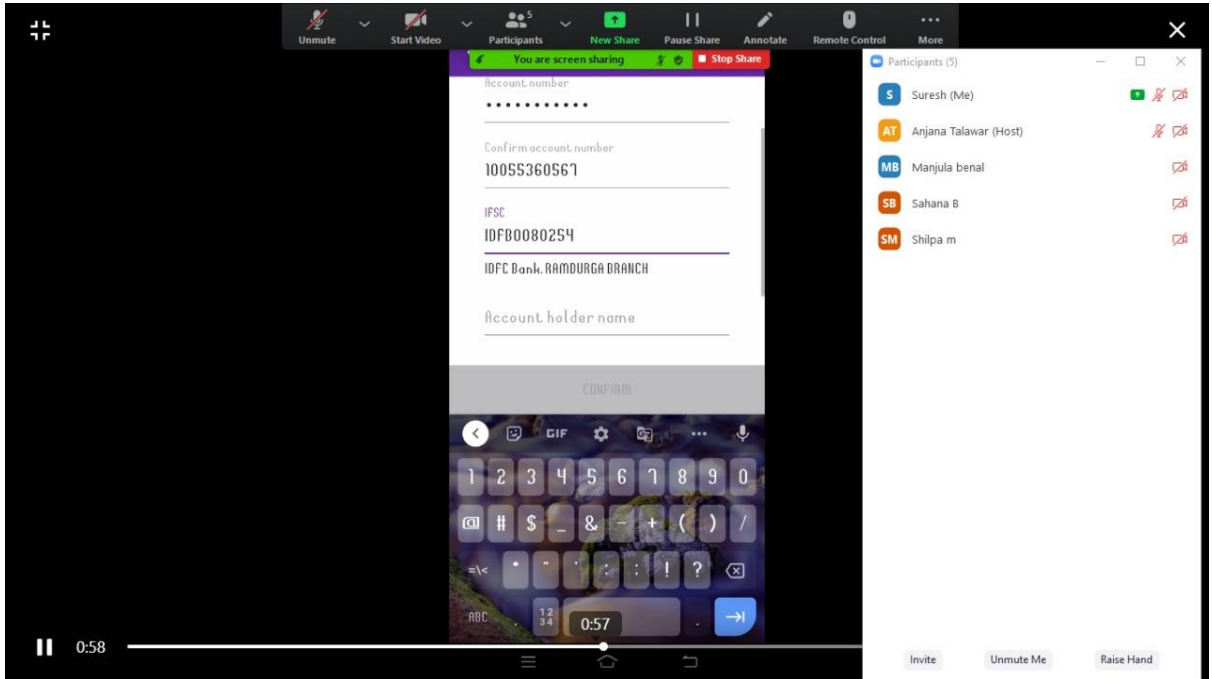 5
Unmute Start Video Participants New Share Pause Share Annotate Remote Control More
You are screen sharing Stop Share
Account number
•••••••••••
Confirm account number
10055360567
IFSC
IDFB0080254
IDFC Bank, RAMDURGA BRANCH
Account holder name
CONFIRM
GIF
1 2 3 4 5 6 7 8 9 0
@ # $ _ & - + ( ) /
=\< * " ' : ; ! ?
ABC , 12 34 .
0:57
0:58
Participants (5)
S Suresh (Me)
AT Anjana Talawar (Host)
MB Manjula benal
SB Sahana B
SM Shilpa m
Invite Unmute Me Raise Hand